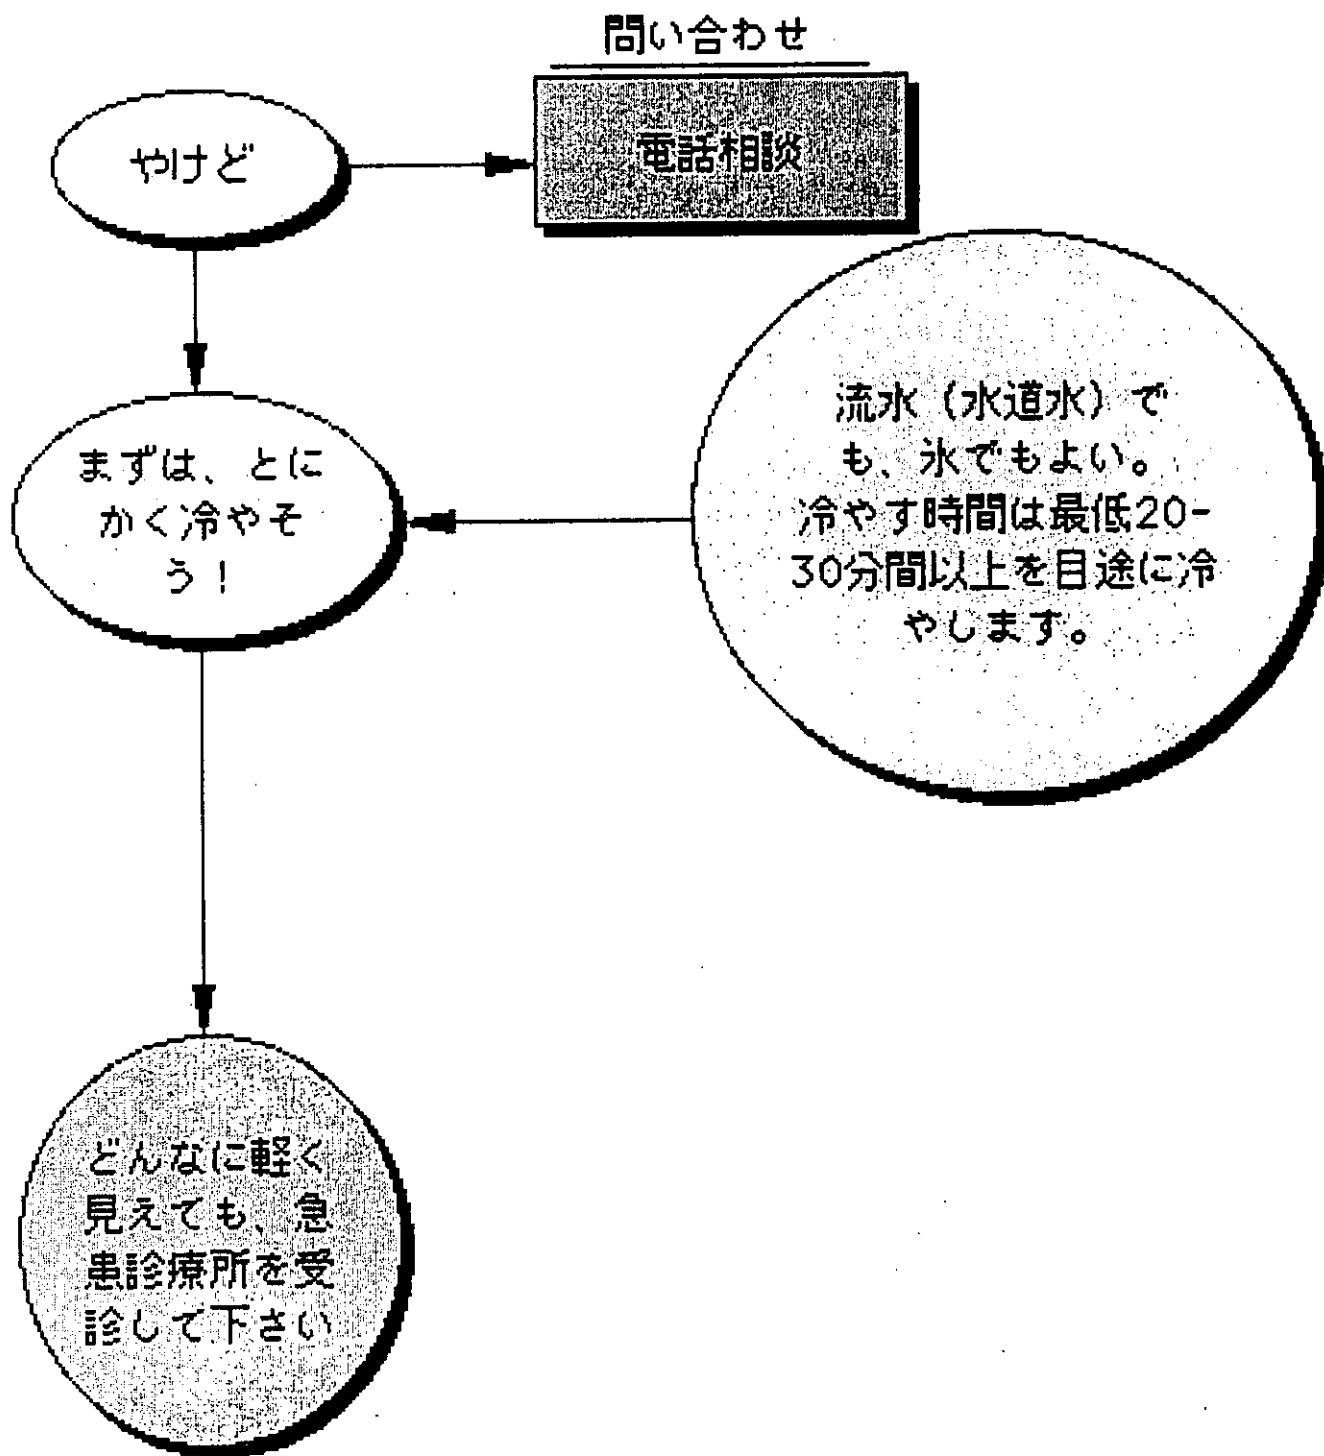 問い合わせ
電話相談
やけど
まずは、とに
かく冷やそ
う！
流水（水道水）で
も、氷でもよい。
冷やす時間は最低20-
30分間以上を目途に冷
やします。
どんなに軽く
見えても、急
患診療所を受
診して下さい